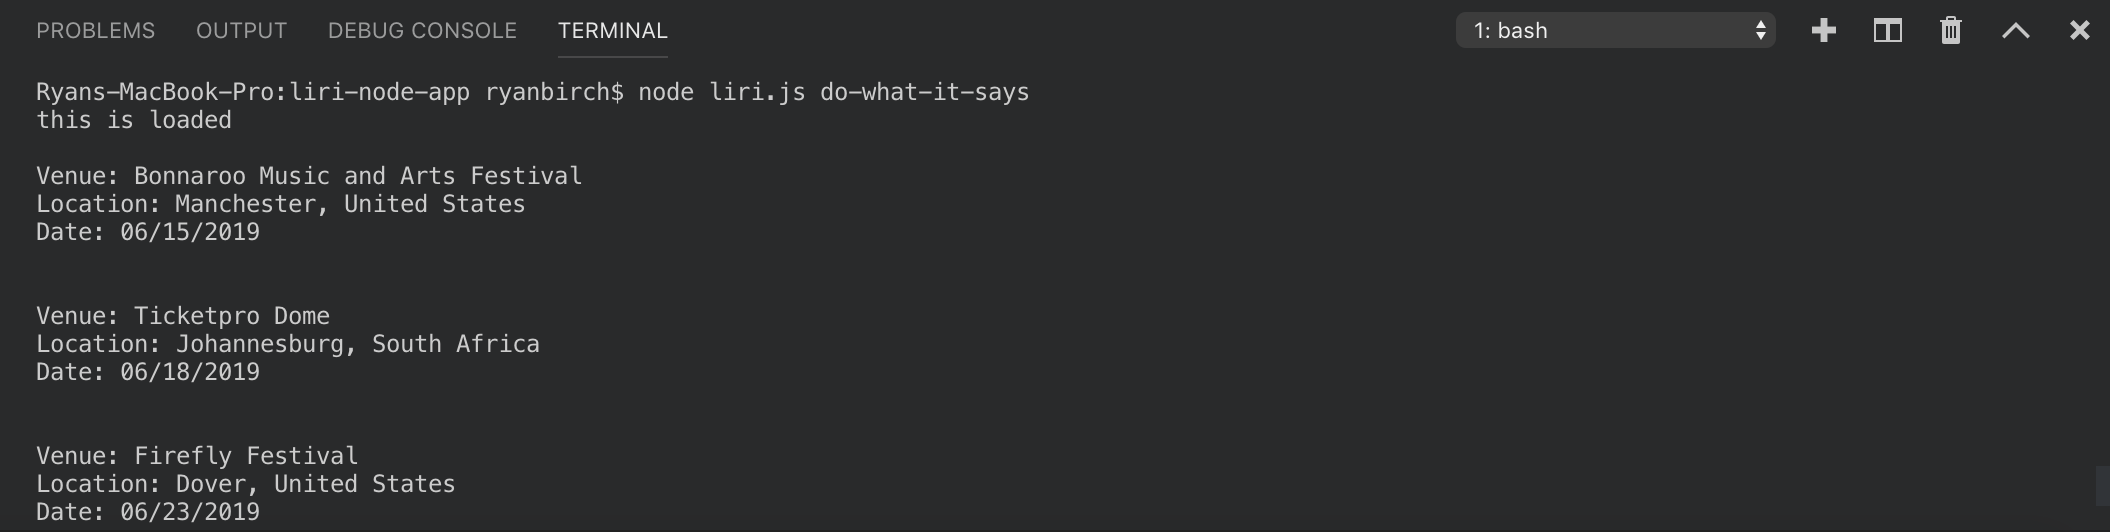 PROBLEMS OUTPUT DEBUG CONSOLE TERMINAL 1: bash
Ryans-MacBook-Pro:liri-node-app ryanbirch$ node liri.js do-what-it-says
this is loaded
Venue: Bonnaroo Music and Arts Festival
Location: Manchester, United States
Date: 06/15/2019
Venue: Ticketpro Dome
Location: Johannesburg, South Africa
Date: 06/18/2019
Venue: Firefly Festival
Location: Dover, United States
Date: 06/23/2019